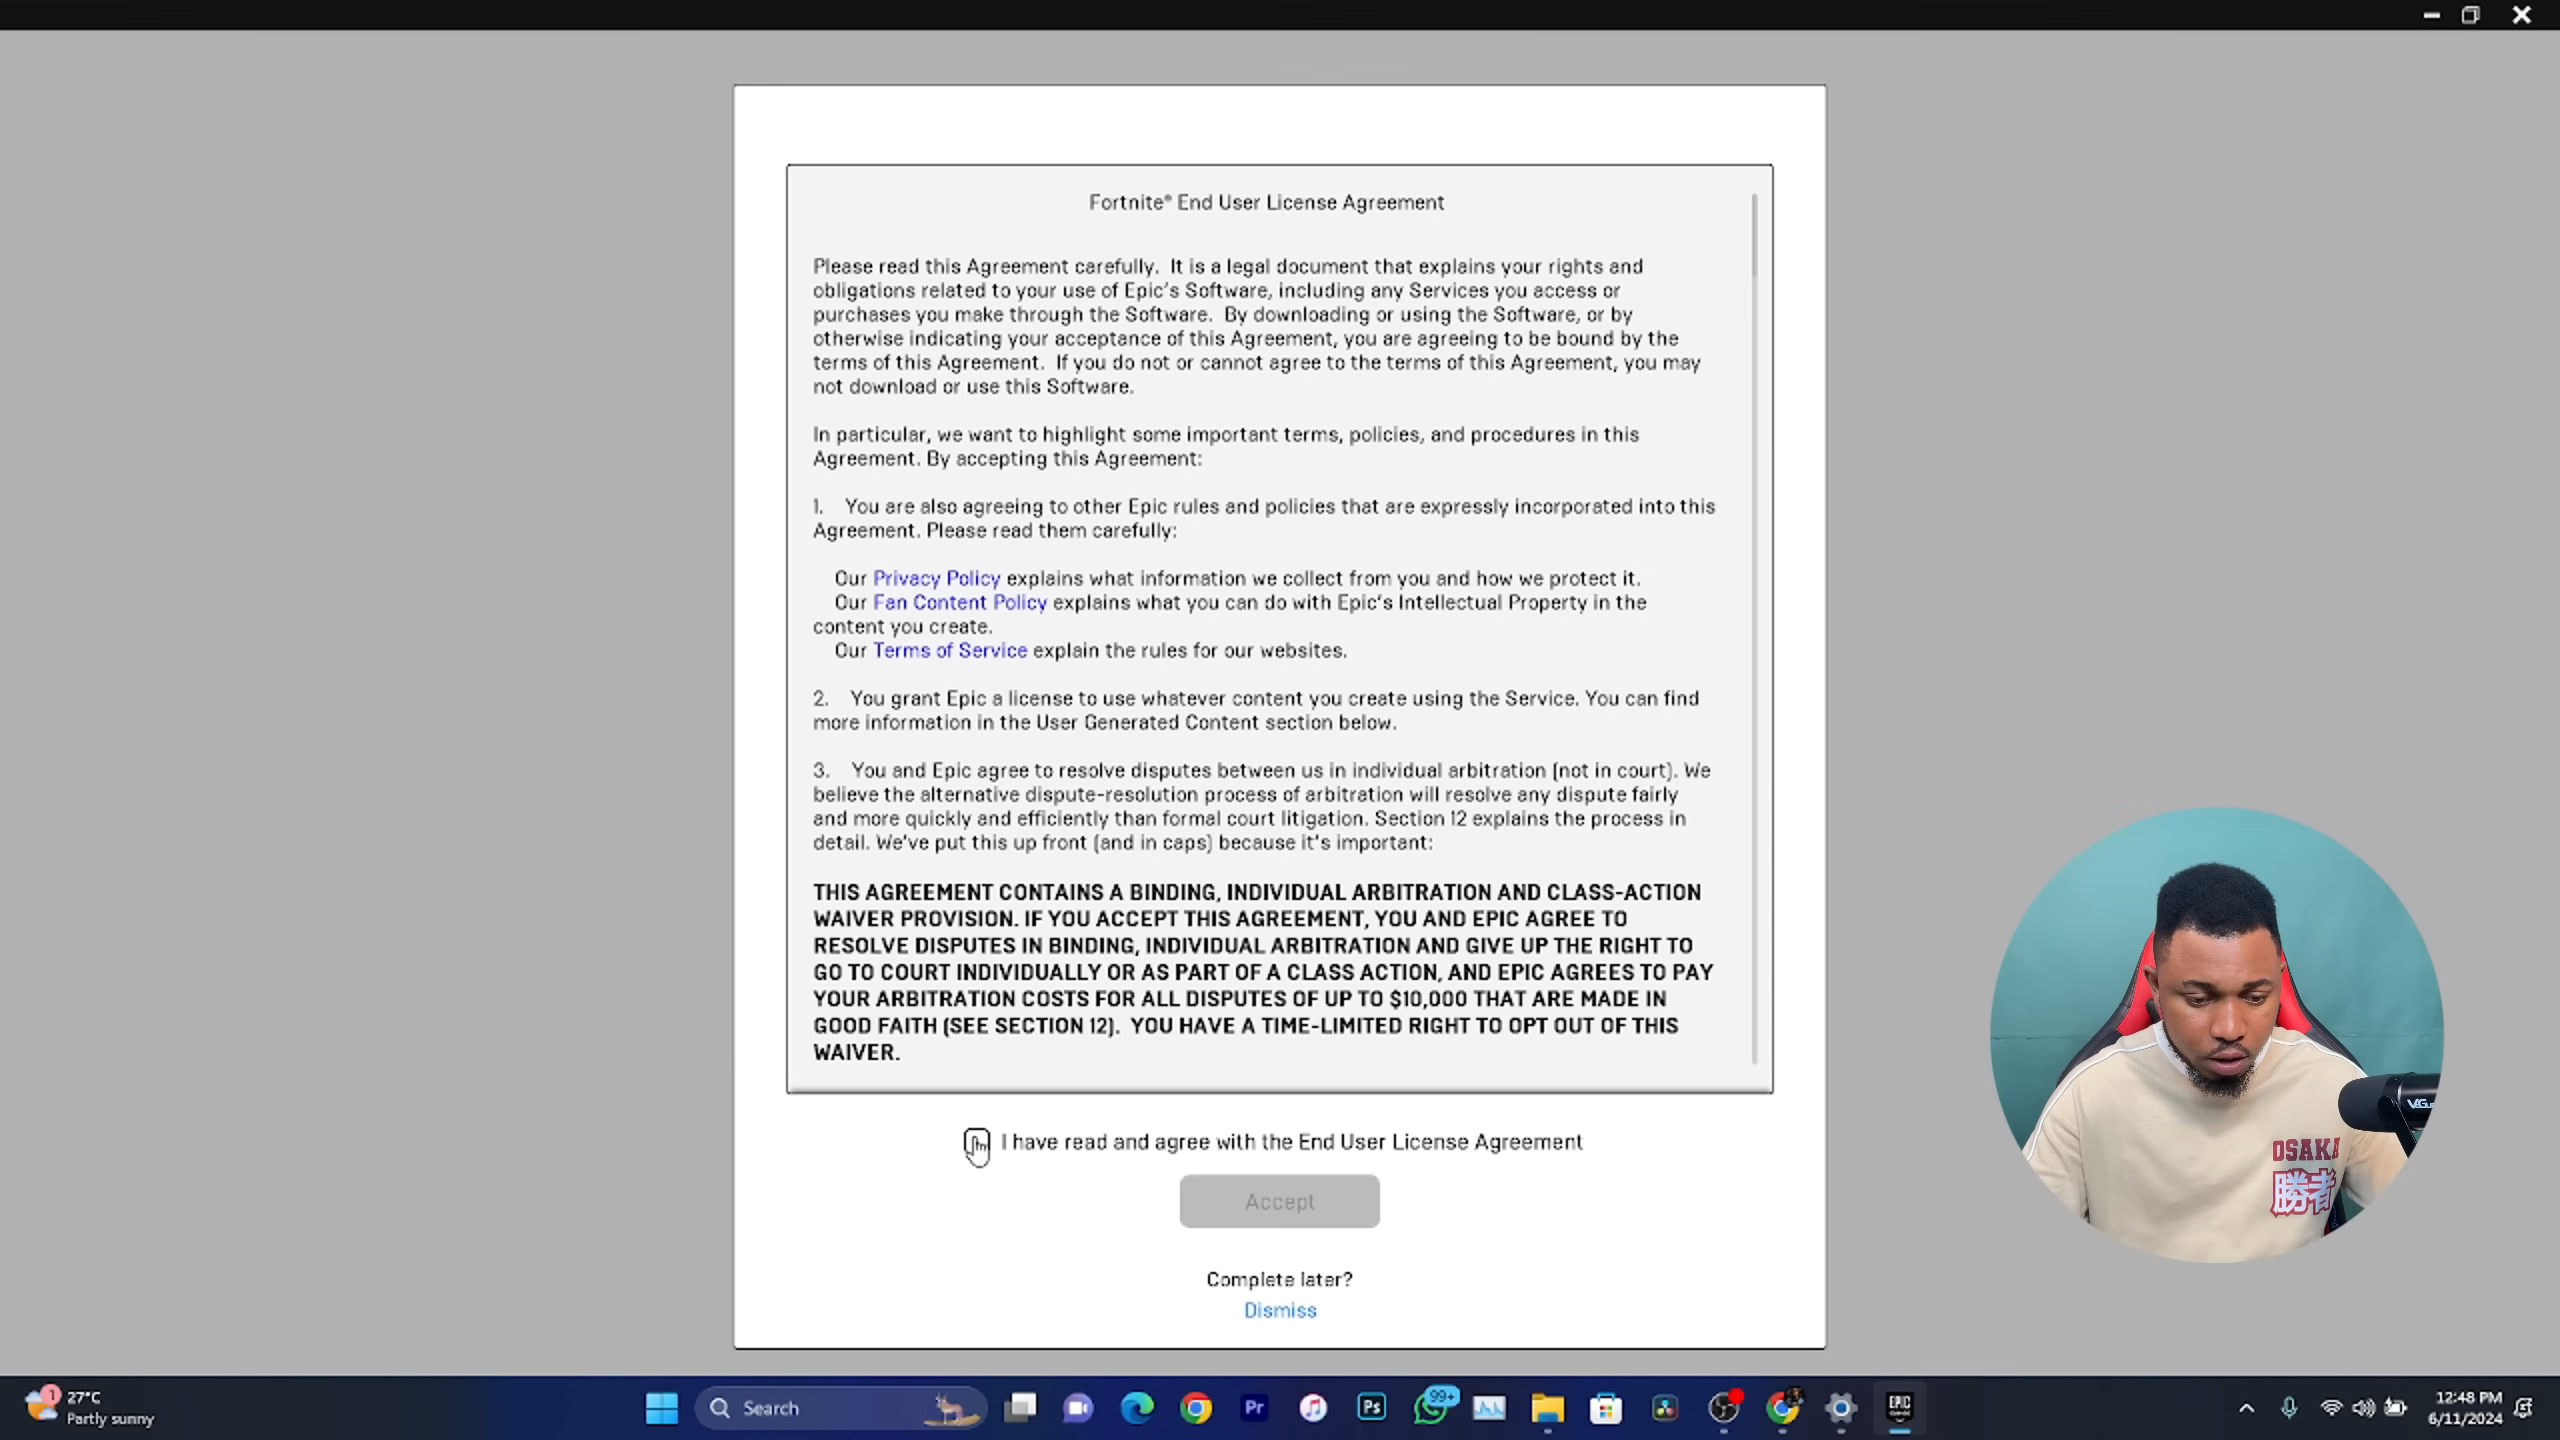 Fortnite® End User License Agreement
Please read this Agreement carefully. It is a legal document that explains your rights and
obligations related to your use of Epic's Software, including any Services you access or
purchases you make through the Software. By downloading or using the Software, or by
otherwise indicating your acceptance of this Agreement, you are agreeing to be bound by the
terms of this Agreement. If you do not or cannot agree to the terms of this Agreement, you may
not download or use this Software.
In particular, we want to highlight some important terms, policies, and procedures in this
Agreement. By accepting this Agreement:
1. You are also agreeing to other Epic rules and policies that are expressly incorporated into this
Agreement. Please read them carefully:
Our Privacy Policy explains what information we collect from you and how we protect it.
Our Fan Content Policy explains what you can do with Epic's Intellectual Property in the
content you create.
Our Terms of Service explain the rules for our websites.
2. You grant Epic a license to use whatever content you create using the Service. You can find
more information in the User Generated Content section below.
3. You and Epic agree to resolve disputes between us in individual arbitration (not in court). We
believe the alternative dispute-resolution process of arbitration will resolve any dispute fairly
and more quickly and efficiently than formal court litigation. Section 12 explains the process in
detail. We've put this up front (and in caps) because it's important:
THIS AGREEMENT CONTAINS A BINDING, INDIVIDUAL ARBITRATION AND CLASS-ACTION
WAIVER PROVISION. IF YOU ACCEPT THIS AGREEMENT, YOU AND EPIC AGREE TO
RESOLVE DISPUTES IN BINDING, INDIVIDUAL ARBITRATION AND GIVE UP THE RIGHT TO
GO TO COURT INDIVIDUALLY OR AS PART OF A CLASS ACTION, AND EPIC AGREES TO PAY
YOUR ARBITRATION COSTS FOR ALL DISPUTES OF UP TO $10,000 THAT ARE MADE IN
GOOD FAITH (SEE SECTION 12). YOU HAVE A TIME-LIMITED RIGHT TO OPT OUT OF THIS
WAIVER.
I have read and agree with the End User License Agreement
Accept
Complete later?
Dismiss
OSAKA
勝者
1
27°C
Partly sunny
Search
Pr
Ps
99+
EPIC
12:48 PM
6/11/2024